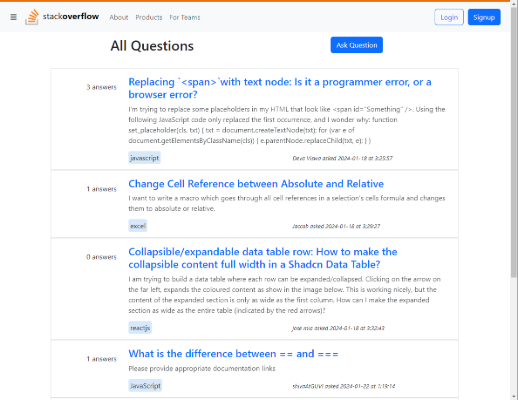 stackoverflow About Products For Teams Login Signup
All Questions Ask Question
3 answers
Replacing `<span>`with text node: Is it a programmer error, or a
browser error?
I'm trying to replace some placeholders in my HTML that look like <span id="Something" />. Using the
following JavaScript code only replaced the first occurrence, and I wonder why: function
set_placeholder(cls, txt) { txt = document.createTextNode(txt); for (var e of
document.getElementsByClassName(cls)) { e.parentNode.replaceChild(txt, e); } }
javascript
asked 2024-01-18 at 3:25:57
1 answers
Change Cell Reference between Absolute and Relative
I want to write a macro which goes through all cell references in a selection's cells formula and changes
them to absolute or relative.
excel
Jaccob asked 2024-01-18 at 3:29:27
0 answers
Collapsible/expandable data table row: How to make the
collapsible content full width in a Shadcn Data Table?
I am trying to build a data table where each row can be expanded/collapsed. Clicking on the arrow on
the far left, expands the coloured content as show in the image below. This is working nicely, but the
content of the expanded section is only as wide as the first column. How can I make the expanded
section as wide as the entire table (indicated by the red arrows)?
reactjs
asked 2024-01-18 at 3:32:43
1 answers
What is the difference between == and ===
Please provide appropriate documentation links
JavaScript
shivaAtGUVI asked 2024-01-22 at 1:19:14